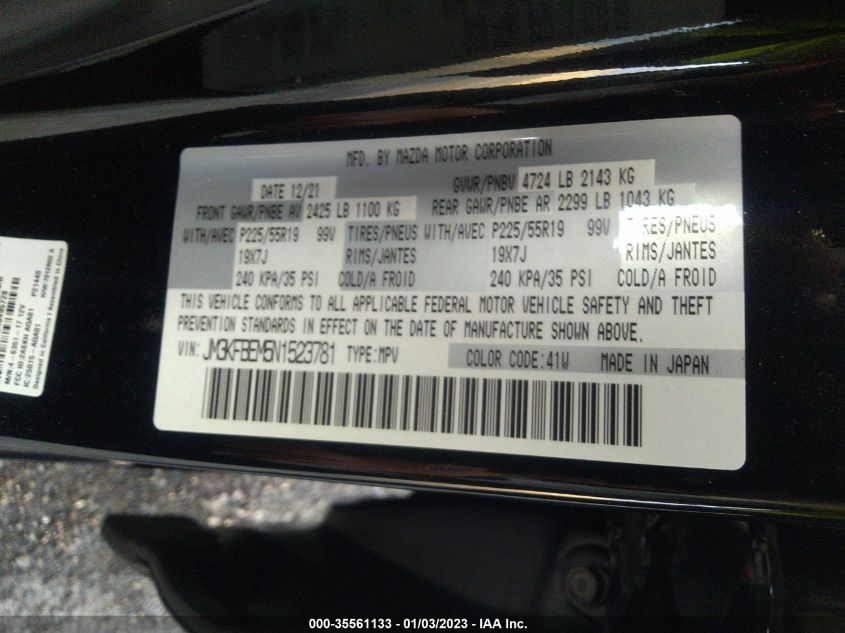 MFD. BY MAZDA MOTOR CORPORATION
DATE 12/21 GVWR/PNBV 4724 LB 2143 KG
FRONT GAWR/PNBE AV 2425 LB 1100 KG REAR GAWR/PNBE AR 2299 LB 1043 KG
WITH/AVEC P225/55R19 99V TIRES/PNEUS WITH/AVEC P225/55R19 99V TIRES/PNEUS
19X7J RIMS/JANTES 19X7J RIMS/JANTES
240 KPA/35 PSI COLD/A FROID 240 KPA/35 PSI COLD/A FROID
THIS VEHICLE CONFORMS TO ALL APPLICABLE FEDERAL MOTOR VEHICLE SAFETY AND THEFT
PREVENTION STANDARDS IN EFFECT ON THE DATE OF MANUFACTURE SHOWN ABOVE.
VIN: JM3KFBEM5N1523781 TYPE:MPV COLOR CODE:41W MADE IN JAPAN
FCC ID:
Assembled in China
000-35561133 - 01/03/2023 - IAA Inc.